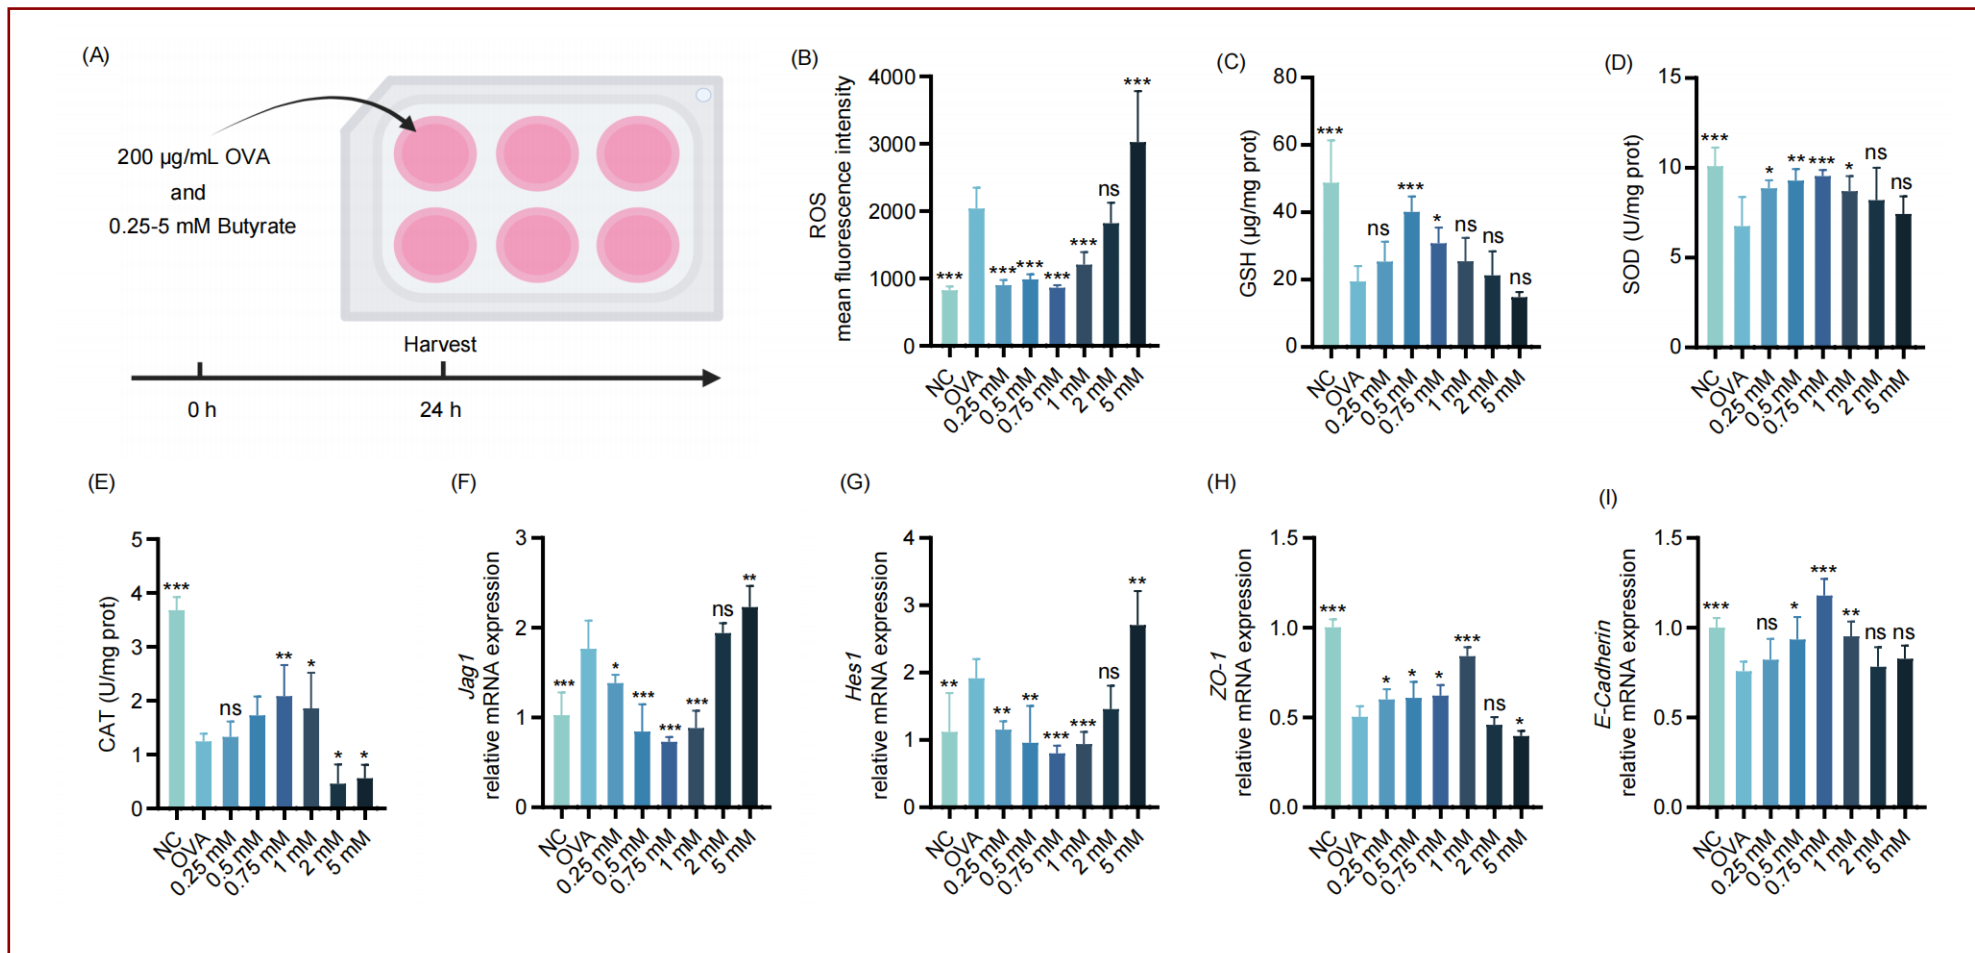 (A)
200 µg/mL OVA
and
0.25-5 mM Butyrate
Harvest
0 h
24 h
(B)
ROS
mean fluorescence intensity
4000
3000
2000
1000
0
***
***
***
***
***
ns
***
NC
OVA
0.25 mM
0.5 mM
0.75 mM
1 mM
2 mM
5 mM
(C)
GSH (µg/mg prot)
80
60
40
20
0
***
ns
***
*
ns
ns
ns
NC
OVA
0.25 mM
0.5 mM
0.75 mM
1 mM
2 mM
5 mM
(D)
SOD (U/mg prot)
15
10
5
0
***
*
**
***
*
ns
ns
NC
OVA
0.25 mM
0.5 mM
0.75 mM
1 mM
2 mM
5 mM
(E)
CAT (U/mg prot)
5
4
3
2
1
0
***
ns
**
*
*
*
NC
OVA
0.25 mM
0.5 mM
0.75 mM
1 mM
2 mM
5 mM
(F)
Jag1
relative mRNA expression
3
2
1
0
***
*
***
***
***
ns
**
NC
OVA
0.25 mM
0.5 mM
0.75 mM
1 mM
2 mM
5 mM
(G)
Hes1
relative mRNA expression
4
3
2
1
0
**
**
**
***
***
ns
**
NC
OVA
0.25 mM
0.5 mM
0.75 mM
1 mM
2 mM
5 mM
(H)
ZO-1
relative mRNA expression
1.5
1.0
0.5
0.0
***
*
*
*
***
ns
*
NC
OVA
0.25 mM
0.5 mM
0.75 mM
1 mM
2 mM
5 mM
(I)
E-Cadherin
relative mRNA expression
1.5
1.0
0.5
0.0
***
ns
*
***
**
ns
ns
NC
OVA
0.25 mM
0.5 mM
0.75 mM
1 mM
2 mM
5 mM